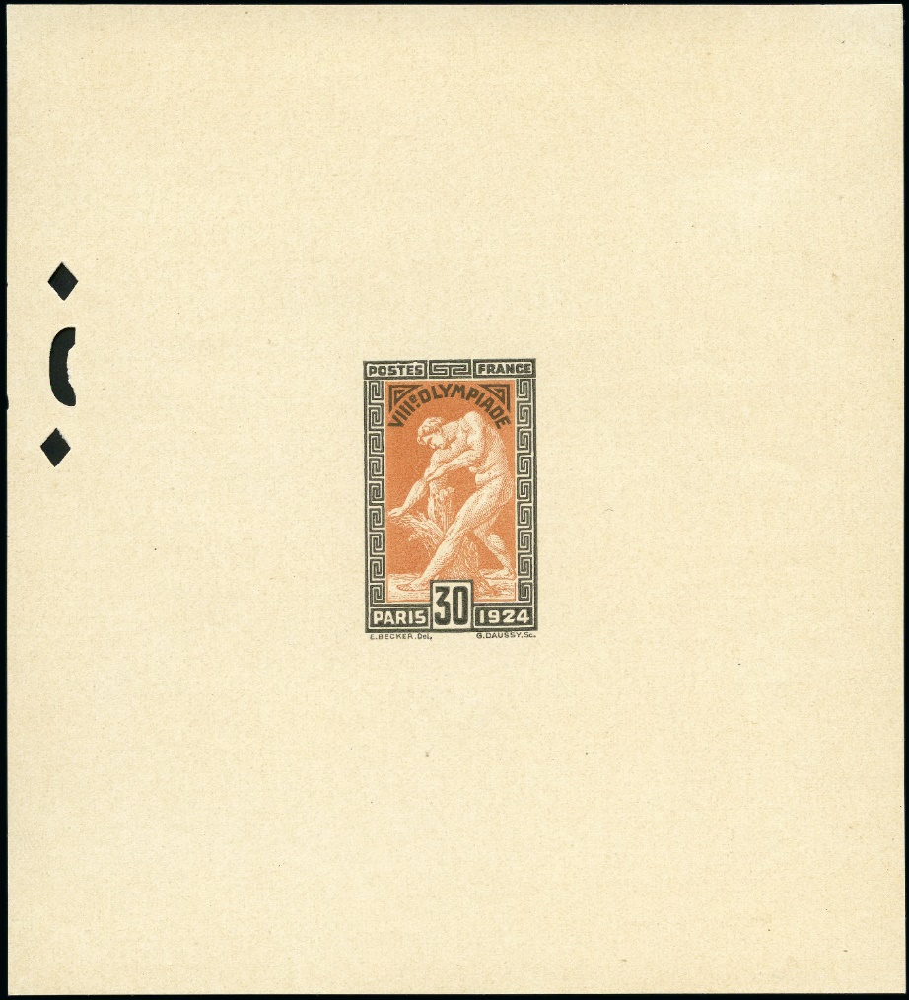 POSTES FRANCE
VIIIe OLYMPIADE
PARIS 30 1924
E. BECKER. Del. G. DAUSSY. Sc.